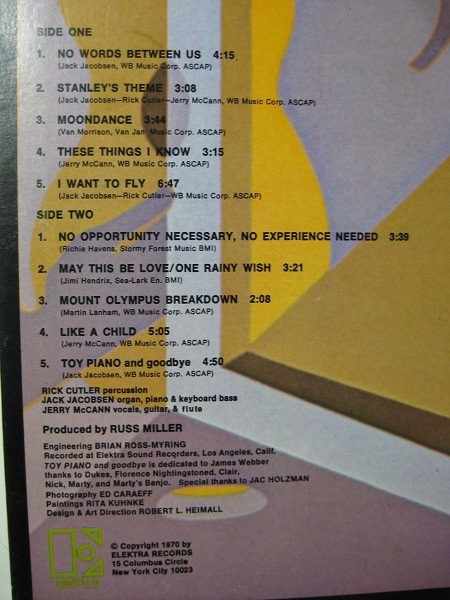 SIDE ONE
1. NO WORDS BETWEEN US 4:15
(Jack Jacobsen, WB Music Corp. ASCAP)
2. STANLEY'S THEME 3:08
(Jack Jacobsen—Rick Cutler—Jerry McCann, WB Music Corp. ASCAP)
3. MOONDANCE 3:44
(Van Morrison, Van Jan Music Corp. ASCAP)
4. THESE THINGS I KNOW 3:15
(Jerry McCann, WB Music Corp. ASCAP)
5. I WANT TO FLY 6:47
(Jack Jacobsen—Rick Cutler—WB Music Corp. ASCAP)
SIDE TWO
1. NO OPPORTUNITY NECESSARY, NO EXPERIENCE NEEDED 3:39
(Richie Havens, Stormy Forest Music BMI)
2. MAY THIS BE LOVE/ONE RAINY WISH 3:21
(Jimi Hendrix, Sea-Lark En. BMI)
3. MOUNT OLYMPUS BREAKDOWN 2:08
(Martin Lanham, WB Music Corp. ASCAP)
4. LIKE A CHILD 5:05
(Jerry McCann, WB Music Corp. ASCAP)
5. TOY PIANO and goodbye 4:50
(Jack Jacobsen, WB Music Corp. ASCAP)
RICK CUTLER percussion
JACK JACOBSEN organ, piano & keyboard bass
JERRY McCANN vocals, guitar, & flute
Produced by RUSS MILLER
Engineering BRIAN ROSS-MYRING
Recorded at Elektra Sound Recorders, Los Angeles, Calif.
TOY PIANO and goodbye is dedicated to James Webber
thanks to Dukes, Florence Nightingstoned, Clair,
Nick, Marty, and Marty's Banjo. Special thanks to JAC HOLZMAN
Photography ED CARAEFF
Paintings RITA KUHNKE
Design & Art Direction ROBERT L. HEIMALL
© Copyright 1970 by
ELEKTRA RECORDS
15 Columbus Circle
New York City 10023